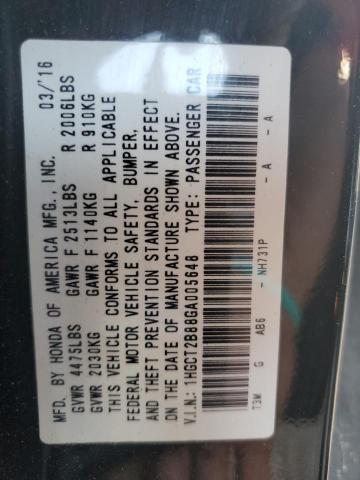 MFD. BY HONDA OF AMERICA MFG., INC. 03/'16
GVWR 4475LBS GAWR F 2513LBS R 2006LBS
GVWR 2030KG GAWR F 1140KG R 910KG
THIS VEHICLE CONFORMS TO ALL APPLICABLE
FEDERAL MOTOR VEHICLE SAFETY, BUMPER,
AND THEFT PREVENTION STANDARDS IN EFFECT
ON THE DATE OF MANUFACTURE SHOWN ABOVE.
V.I.N.: 1HGCT2B88GA005648 TYPE: PASSENGER CAR
T3M G AB6 - NH731P - A - A